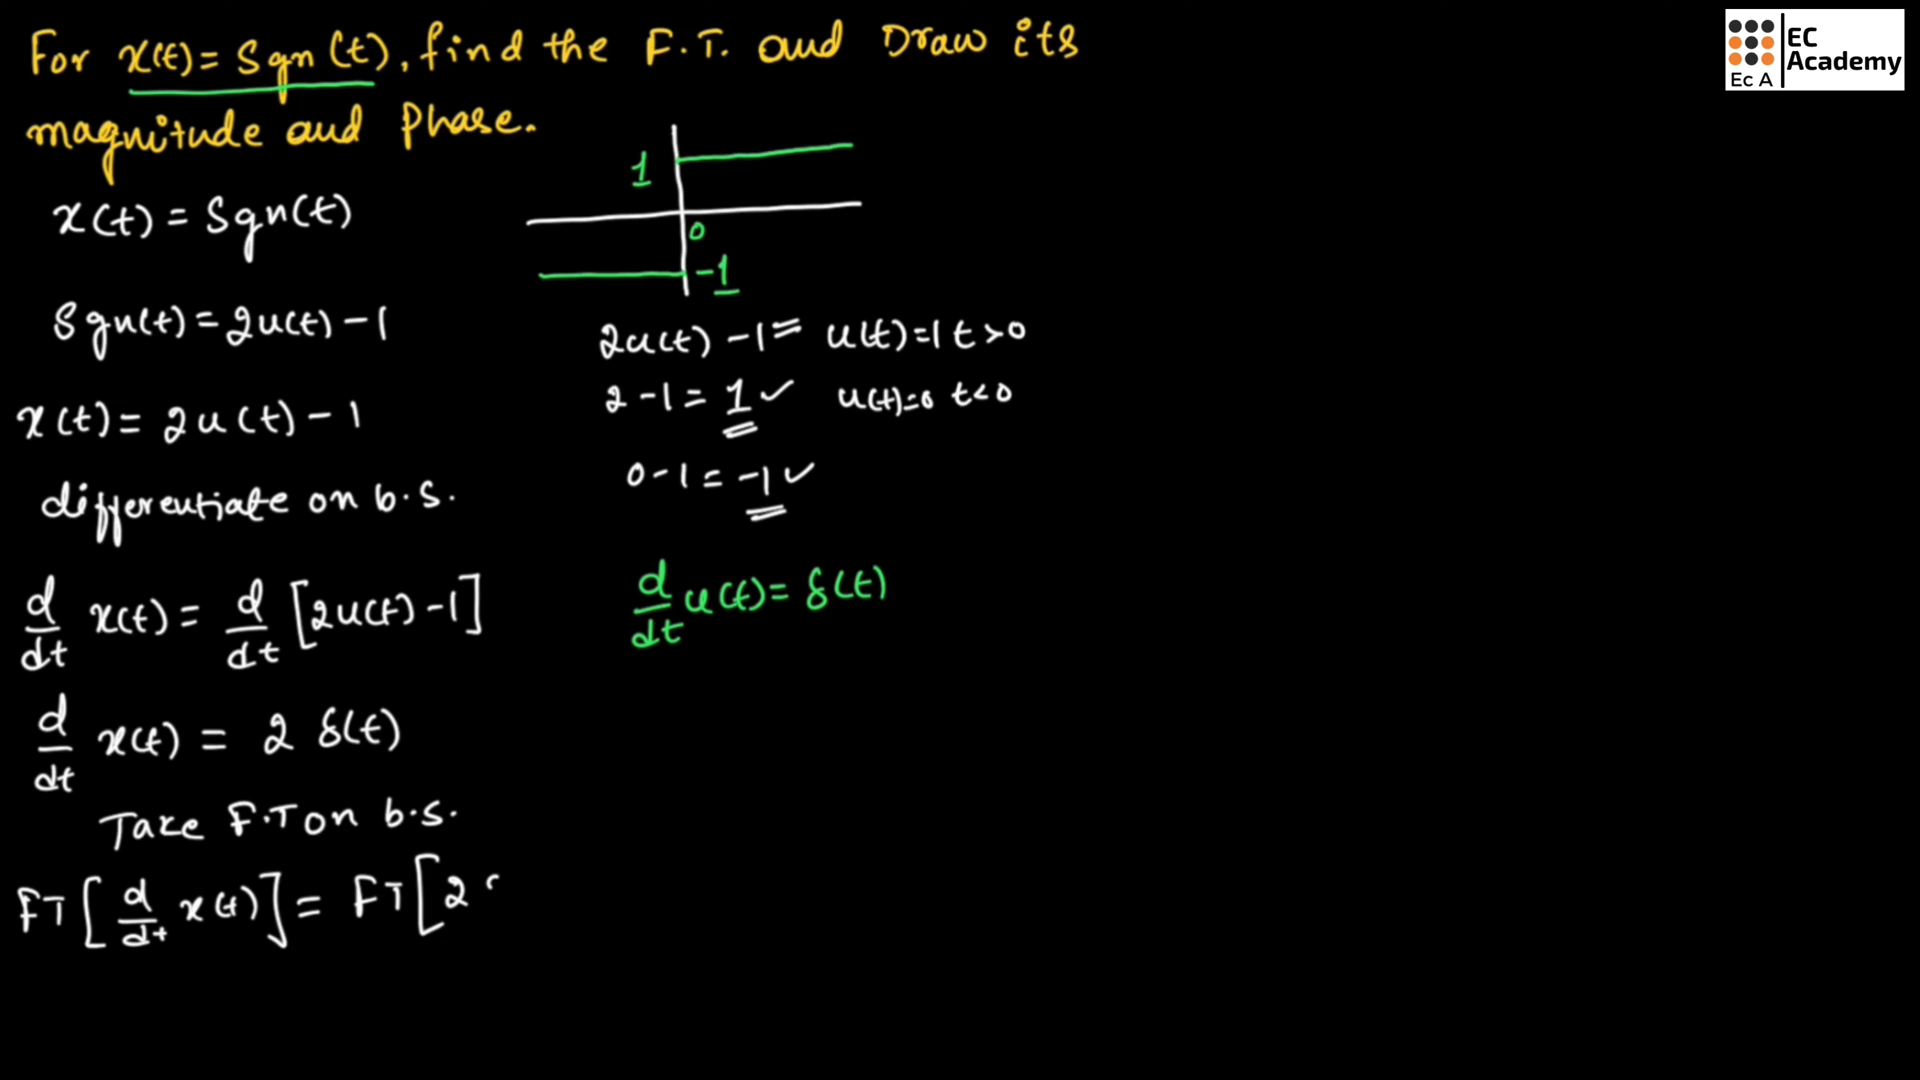 For x(t) = Sgn(t), find the F.T. and Draw its
magnitude and Phase.
x(t) = Sgn(t)
Sgn(t) = 2u(t) - 1
x(t) = 2u(t) - 1
differentiate on b.s.
d/dt x(t) = d/dt [2u(t) - 1]
d/dt x(t) = 2 δ(t)
Take F.T on b.s.
FT[d/dt x(t)] = FT[2
1
0
-1
2u(t) - 1 = u(t) = 1 t > 0
2 - 1 = 1 ✓ u(t) = 0 t < 0
0 - 1 = -1 ✓
d/dt u(t) = δ(t)
EC
Academy
Ec A